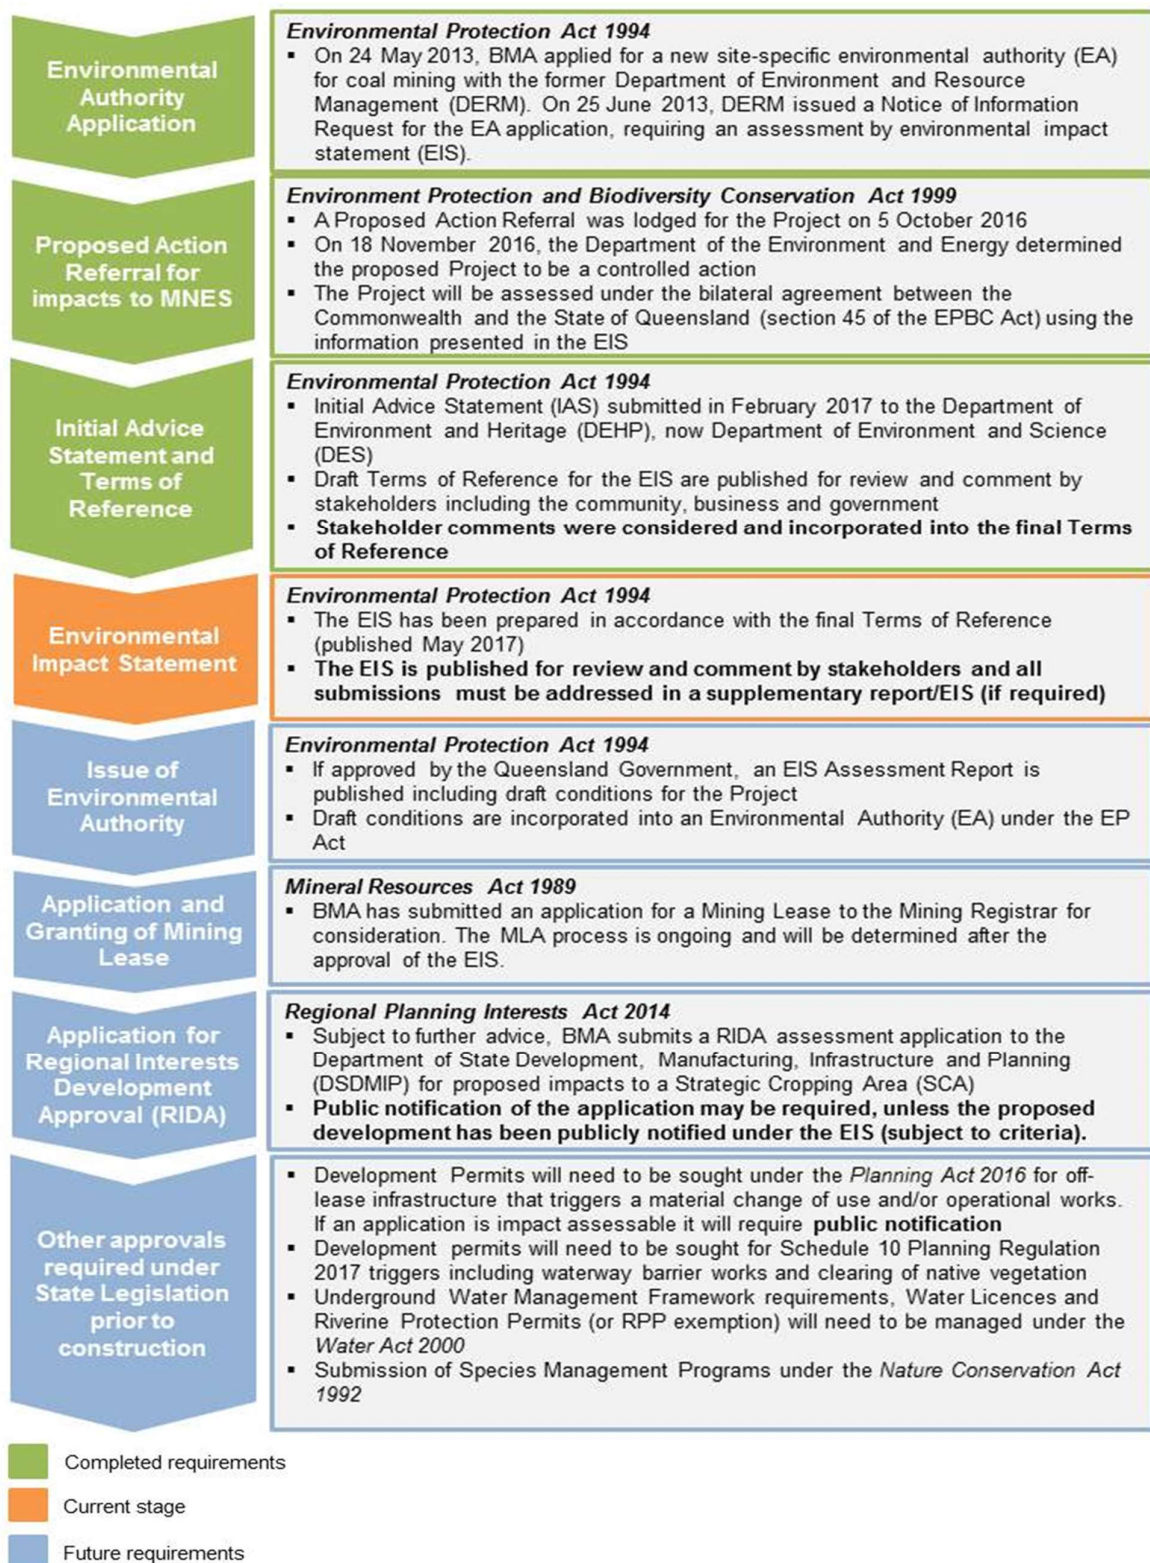 Environmental
Authority
Application
Environmental Protection Act 1994
▪ On 24 May 2013, BMA applied for a new site-specific environmental authority (EA)
for coal mining with the former Department of Environment and Resource
Management (DERM). On 25 June 2013, DERM issued a Notice of Information
Request for the EA application, requiring an assessment by environmental impact
statement (EIS).
Proposed Action
Referral for
impacts to MNES
Environment Protection and Biodiversity Conservation Act 1999
▪ A Proposed Action Referral was lodged for the Project on 5 October 2016
▪ On 18 November 2016, the Department of the Environment and Energy determined
the proposed Project to be a controlled action
▪ The Project will be assessed under the bilateral agreement between the
Commonwealth and the State of Queensland (section 45 of the EPBC Act) using the
information presented in the EIS
Initial Advice
Statement and
Terms of
Reference
Environmental Protection Act 1994
▪ Initial Advice Statement (IAS) submitted in February 2017 to the Department of
Environment and Heritage (DEHP), now Department of Environment and Science
(DES)
▪ Draft Terms of Reference for the EIS are published for review and comment by
stakeholders including the community, business and government
▪ Stakeholder comments were considered and incorporated into the final Terms
of Reference
Environmental
Impact Statement
Environmental Protection Act 1994
▪ The EIS has been prepared in accordance with the final Terms of Reference
(published May 2017)
▪ The EIS is published for review and comment by stakeholders and all
submissions must be addressed in a supplementary report/EIS (if required)
Issue of
Environmental
Authority
Environmental Protection Act 1994
▪ If approved by the Queensland Government, an EIS Assessment Report is
published including draft conditions for the Project
▪ Draft conditions are incorporated into an Environmental Authority (EA) under the EP
Act
Application and
Granting of Mining
Lease
Mineral Resources Act 1989
▪ BMA has submitted an application for a Mining Lease to the Mining Registrar for
consideration. The MLA process is ongoing and will be determined after the
approval of the EIS.
Application for
Regional Interests
Development
Approval (RIDA)
Regional Planning Interests Act 2014
▪ Subject to further advice, BMA submits a RIDA assessment application to the
Department of State Development, Manufacturing, Infrastructure and Planning
(DSDMIP) for proposed impacts to a Strategic Cropping Area (SCA)
▪ Public notification of the application may be required, unless the proposed
development has been publicly notified under the EIS (subject to criteria).
Other approvals
required under
State Legislation
prior to
construction
▪ Development Permits will need to be sought under the Planning Act 2016 for off-
lease infrastructure that triggers a material change of use and/or operational works.
If an application is impact assessable it will require public notification
▪ Development permits will need to be sought for Schedule 10 Planning Regulation
2017 triggers including waterway barrier works and clearing of native vegetation
▪ Underground Water Management Framework requirements, Water Licences and
Riverine Protection Permits (or RPP exemption) will need to be managed under the
Water Act 2000
▪ Submission of Species Management Programs under the Nature Conservation Act
1992
Completed requirements
Current stage
Future requirements